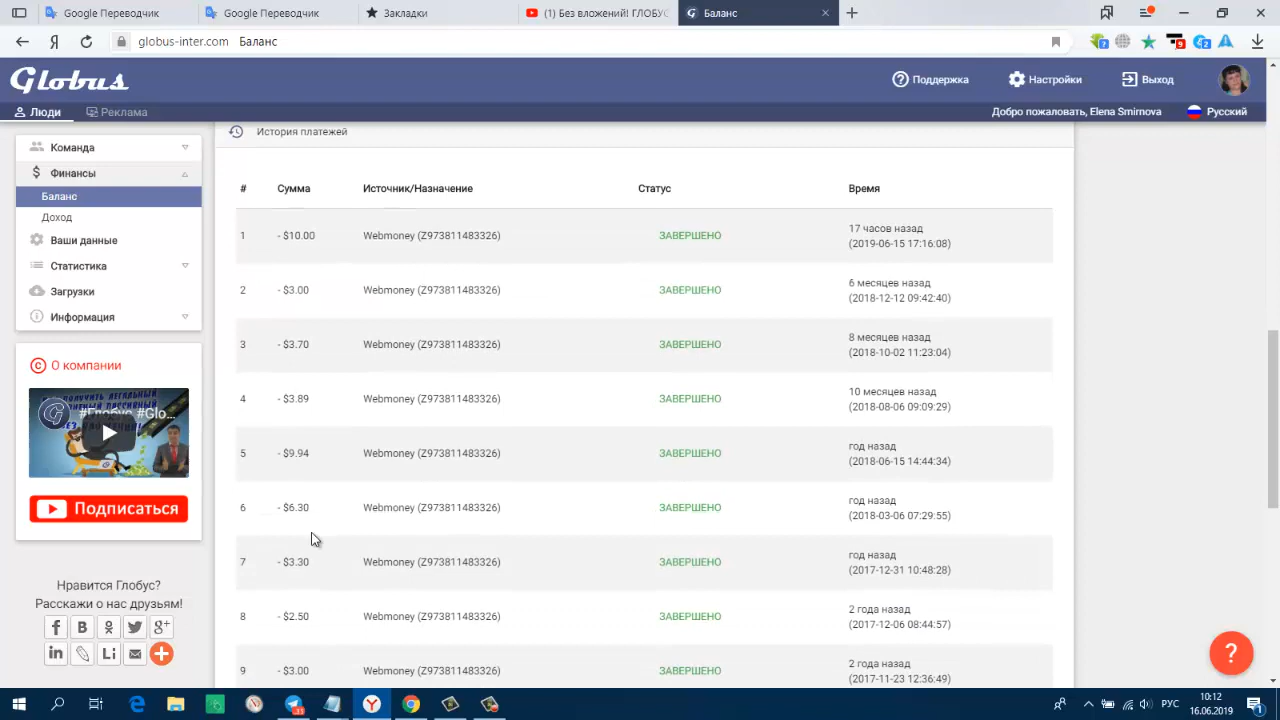 Google Переводчик
Google Переводчик
Закладки
(1) Без вложений! ГЛОБУС
Баланс
globus-inter.com Баланс
7
9
2
Globus
Поддержка
Настройки
Выход
Люди
Реклама
Добро пожаловать, Elena Smirnova
Русский
Команда
Финансы
Баланс
Доход
Ваши данные
Статистика
Загрузки
Информация
О компании
#Глобус #Glo...
Подписаться
Нравится Глобус?
Расскажи о нас друзьям!
История платежей
# Сумма Источник/Назначение Статус Время
1 - $10.00 Webmoney (Z973811483326) ЗАВЕРШЕНО 17 часов назад
(2019-06-15 17:16:08)
2 - $3.00 Webmoney (Z973811483326) ЗАВЕРШЕНО 6 месяцев назад
(2018-12-12 09:42:40)
3 - $3.70 Webmoney (Z973811483326) ЗАВЕРШЕНО 8 месяцев назад
(2018-10-02 11:23:04)
4 - $3.89 Webmoney (Z973811483326) ЗАВЕРШЕНО 10 месяцев назад
(2018-08-06 09:09:29)
5 - $9.94 Webmoney (Z973811483326) ЗАВЕРШЕНО год назад
(2018-06-15 14:44:34)
6 - $6.30 Webmoney (Z973811483326) ЗАВЕРШЕНО год назад
(2018-03-06 07:29:55)
7 - $3.30 Webmoney (Z973811483326) ЗАВЕРШЕНО год назад
(2017-12-31 10:48:28)
8 - $2.50 Webmoney (Z973811483326) ЗАВЕРШЕНО 2 года назад
(2017-12-06 08:44:57)
9 - $3.00 Webmoney (Z973811483326) ЗАВЕРШЕНО 2 года назад
(2017-11-23 12:36:49)
?
РУС
10:12
16.06.2019